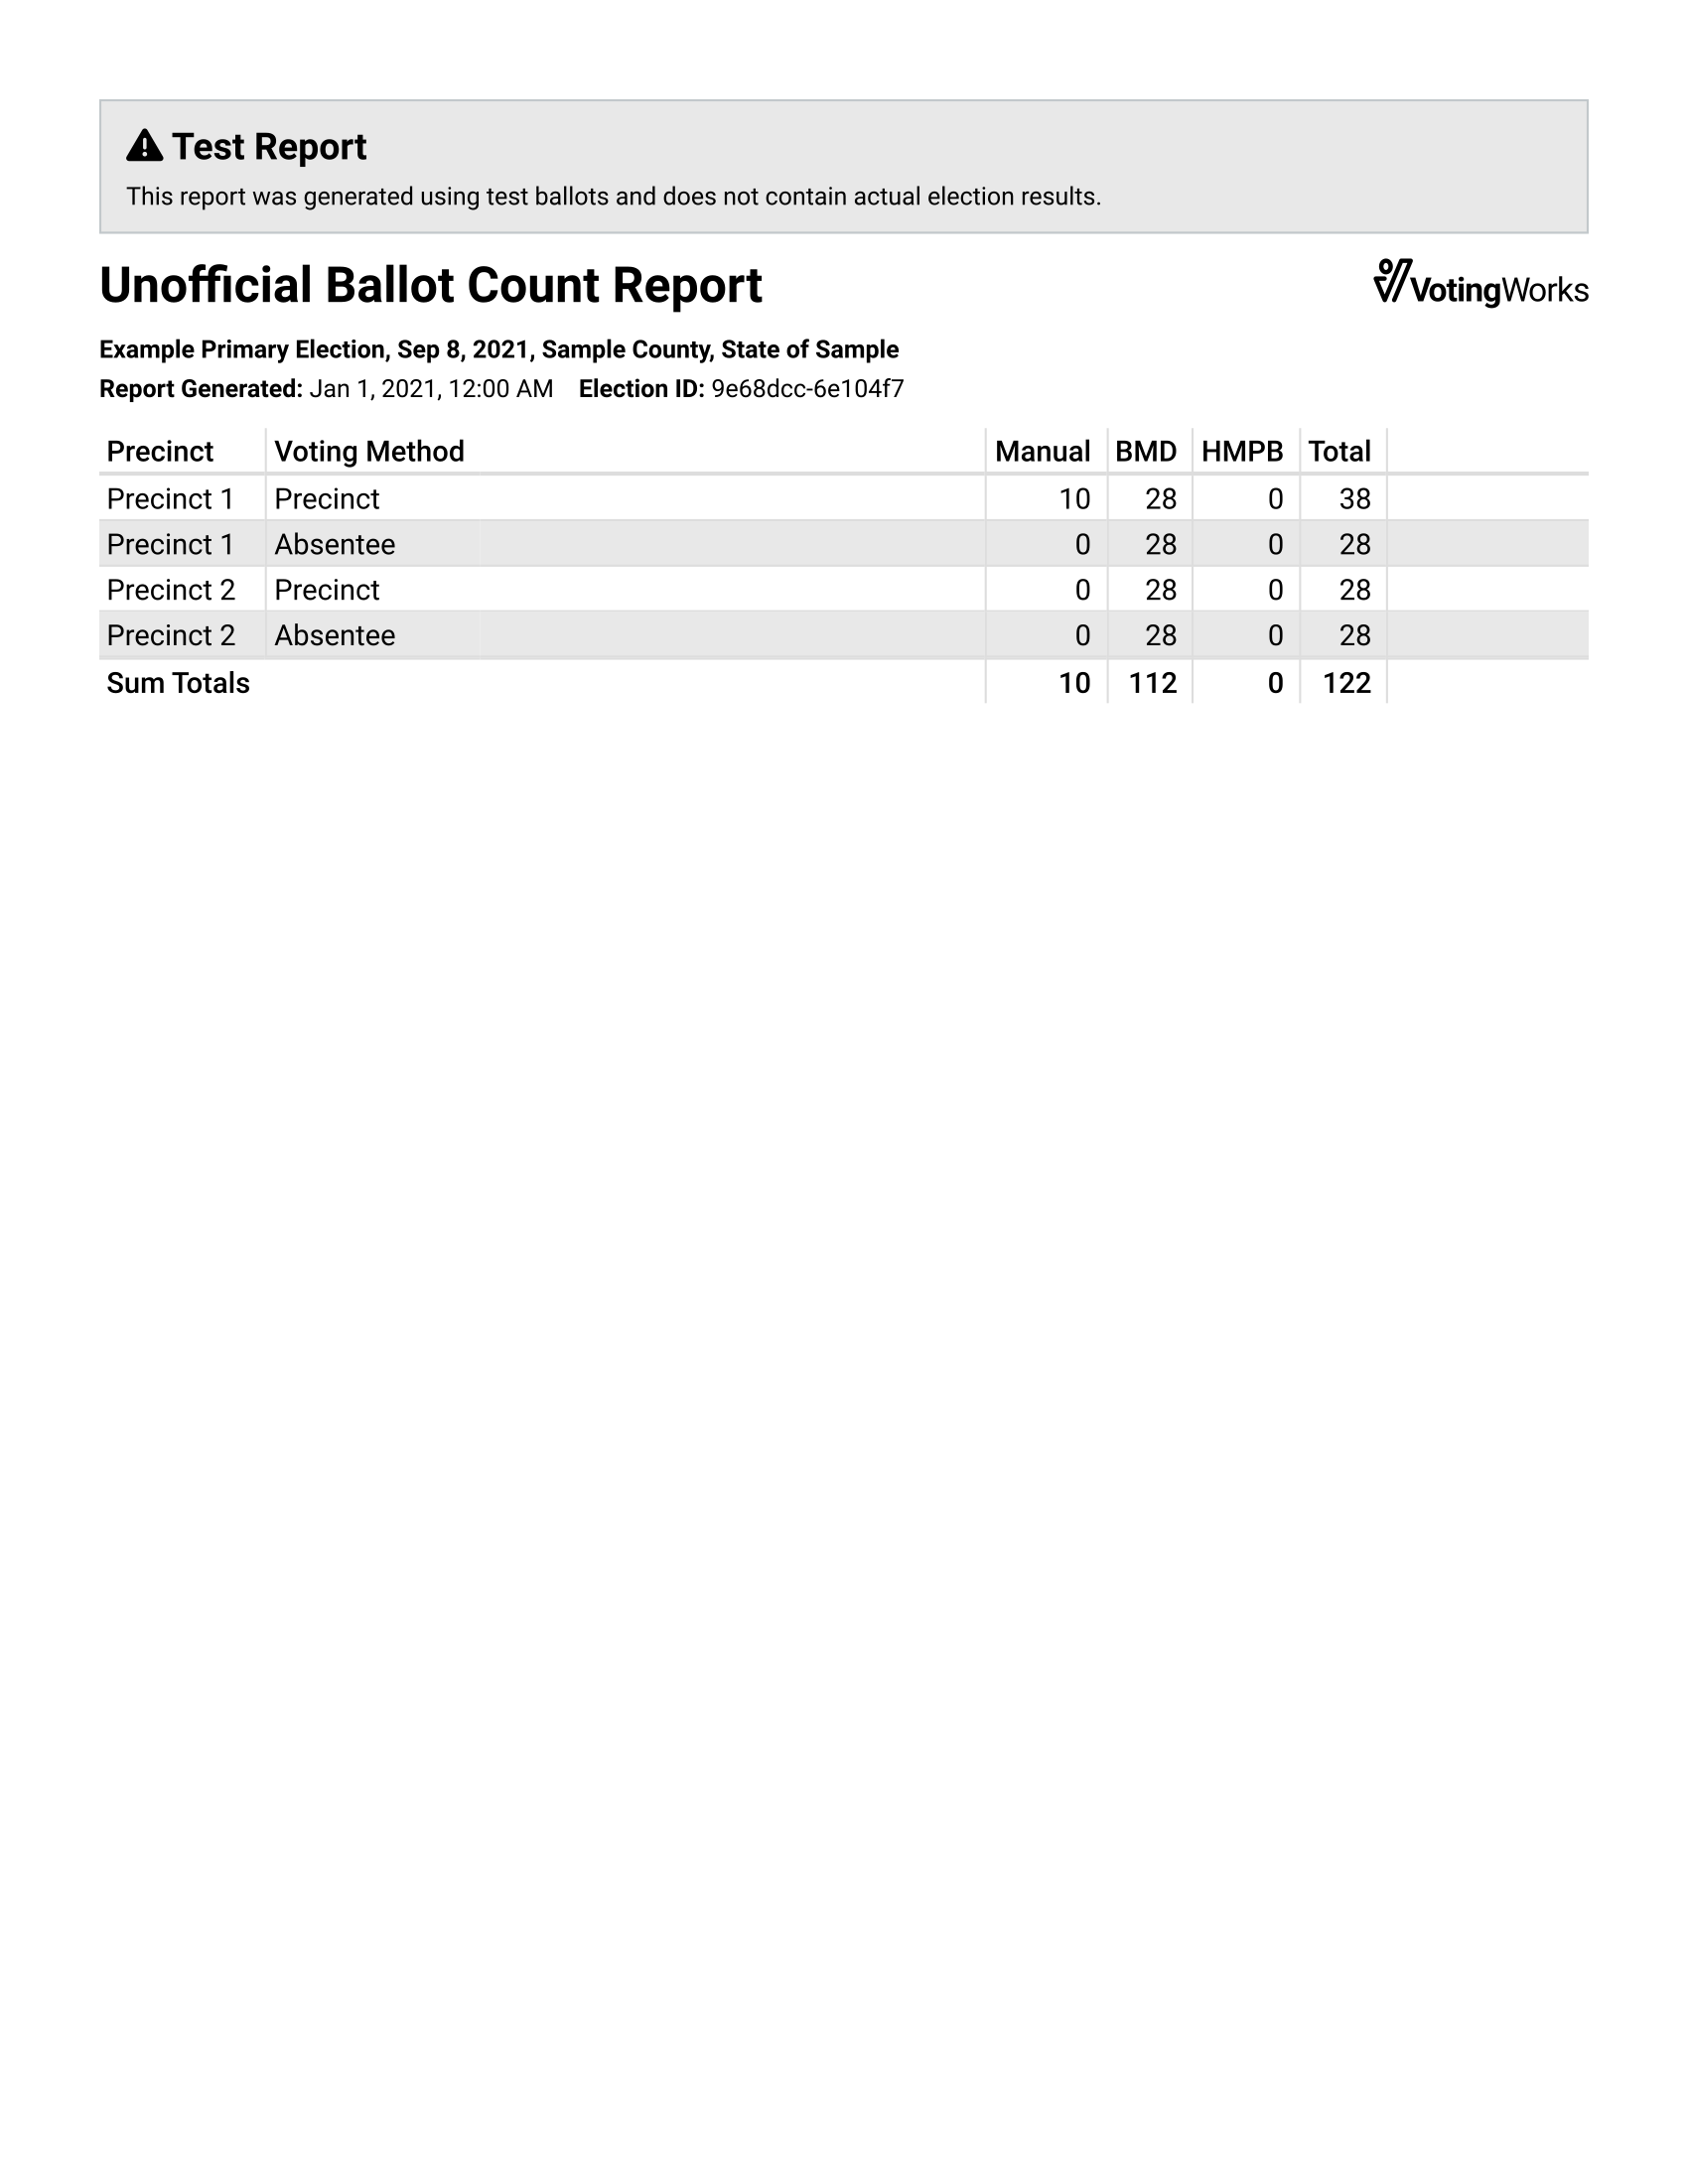 Test Report
This report was generated using test ballots and does not contain actual election results.
Unofficial Ballot Count Report
VotingWorks
Example Primary Election, Sep 8, 2021, Sample County, State of Sample
Report Generated: Jan 1, 2021, 12:00 AM Election ID: 9e68dcc-6e104f7
Precinct Voting Method Manual BMD HMPB Total
Precinct 1 Precinct 10 28 0 38
Precinct 1 Absentee 0 28 0 28
Precinct 2 Precinct 0 28 0 28
Precinct 2 Absentee 0 28 0 28
Sum Totals 10 112 0 122